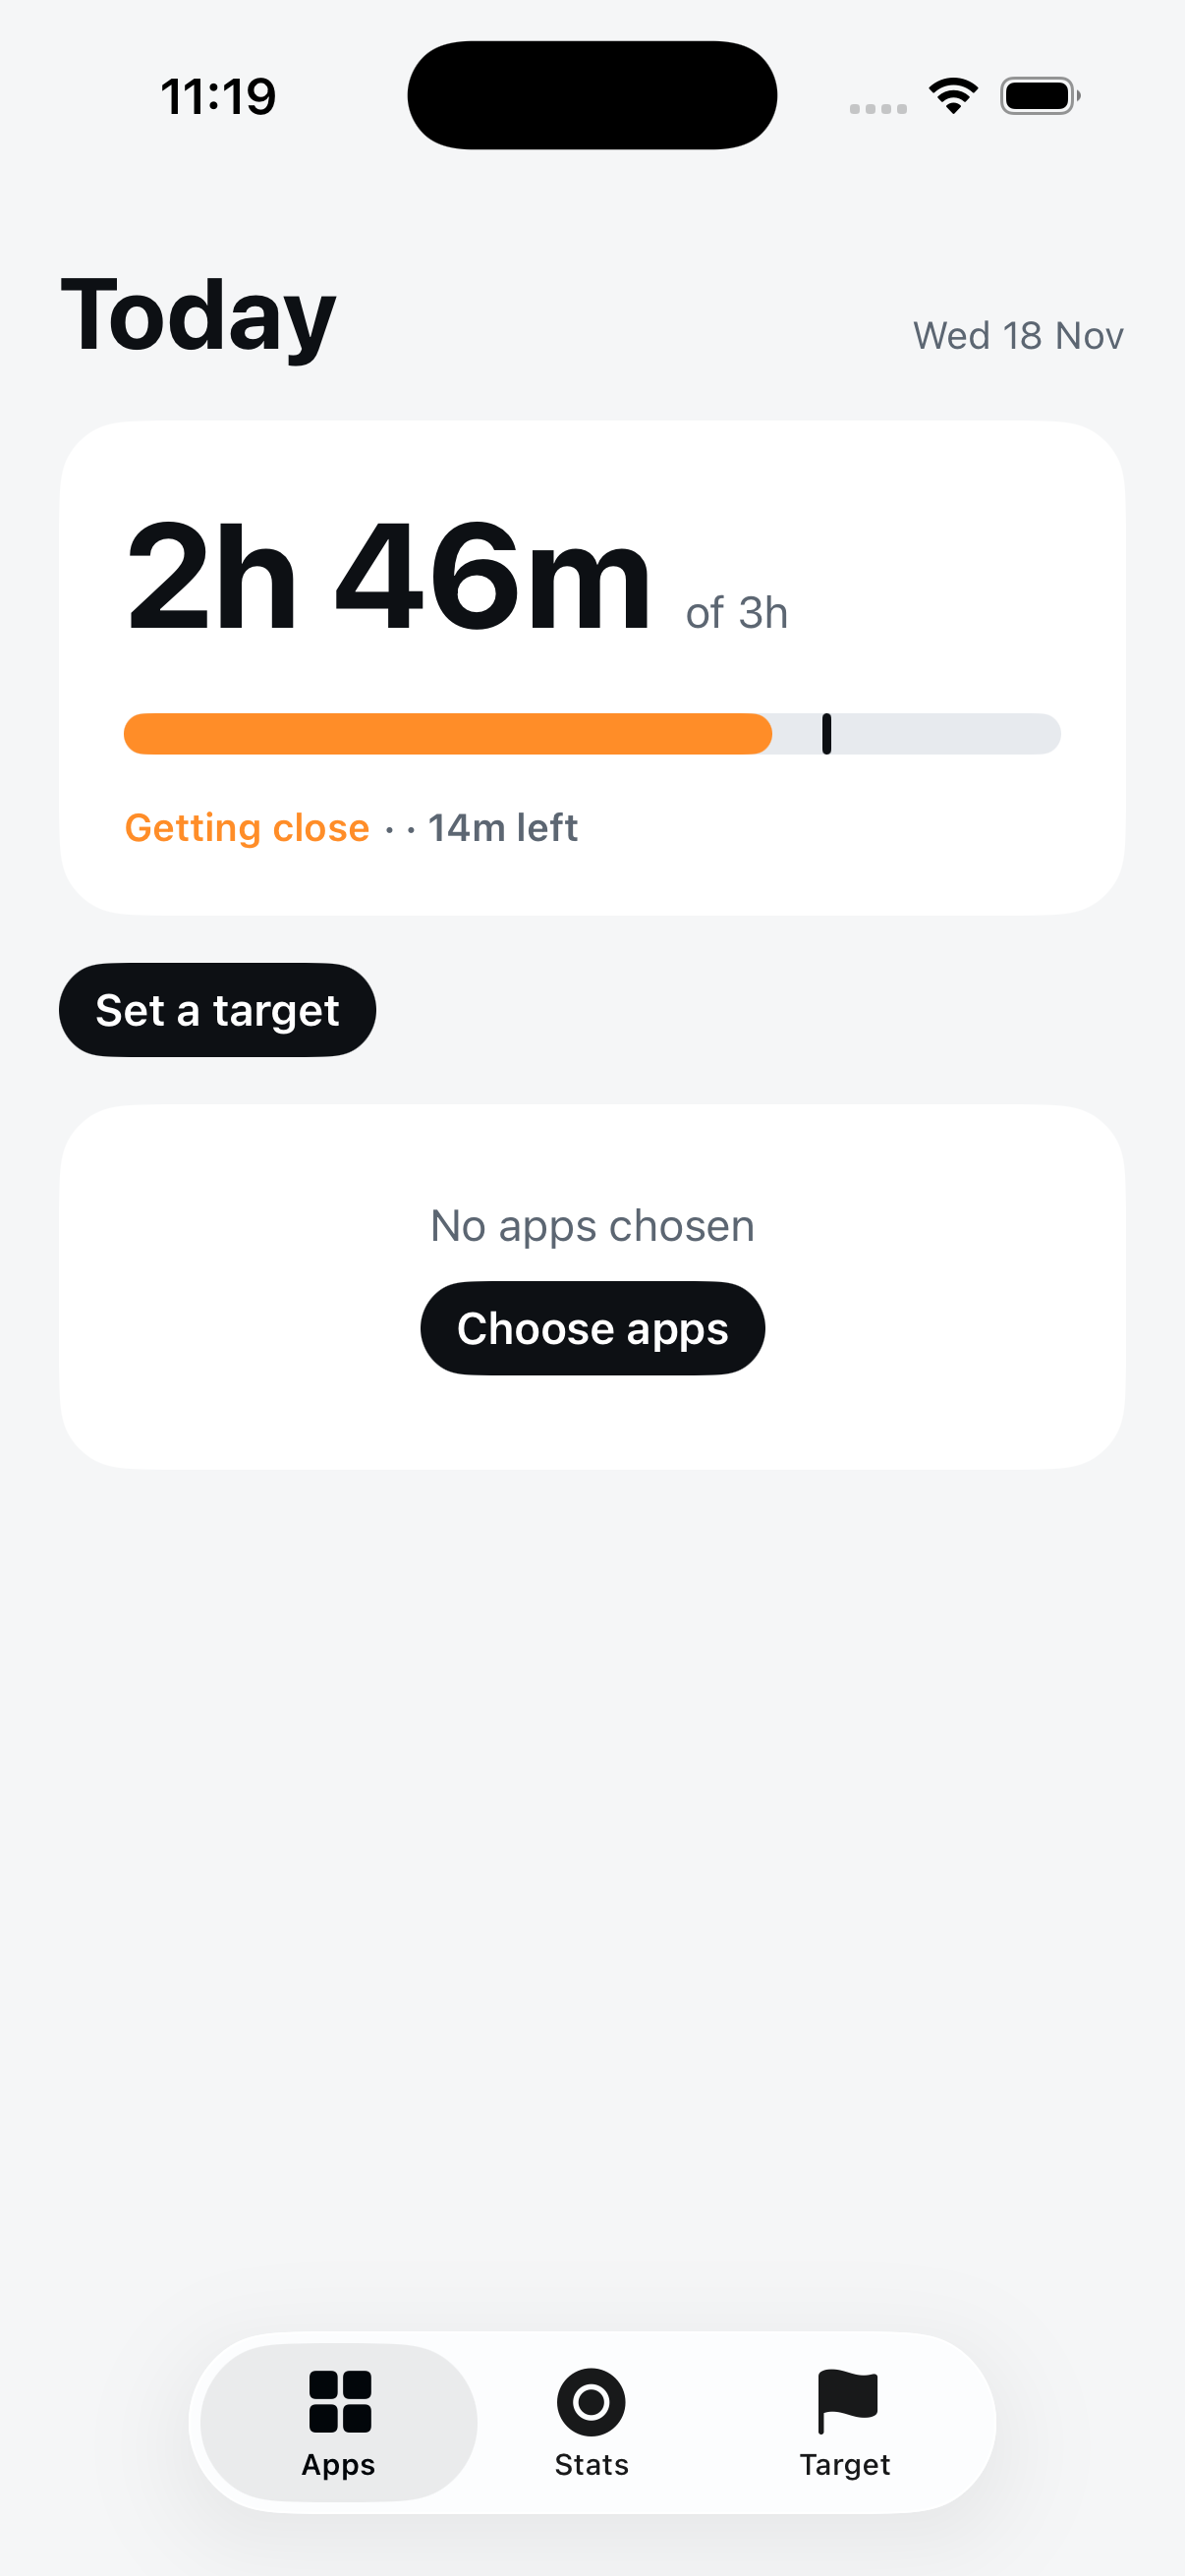 11:19
Today
Wed 18 Nov
2h 46m of 3h
Getting close · · 14m left
Set a target
No apps chosen
Choose apps
Apps
Stats
Target